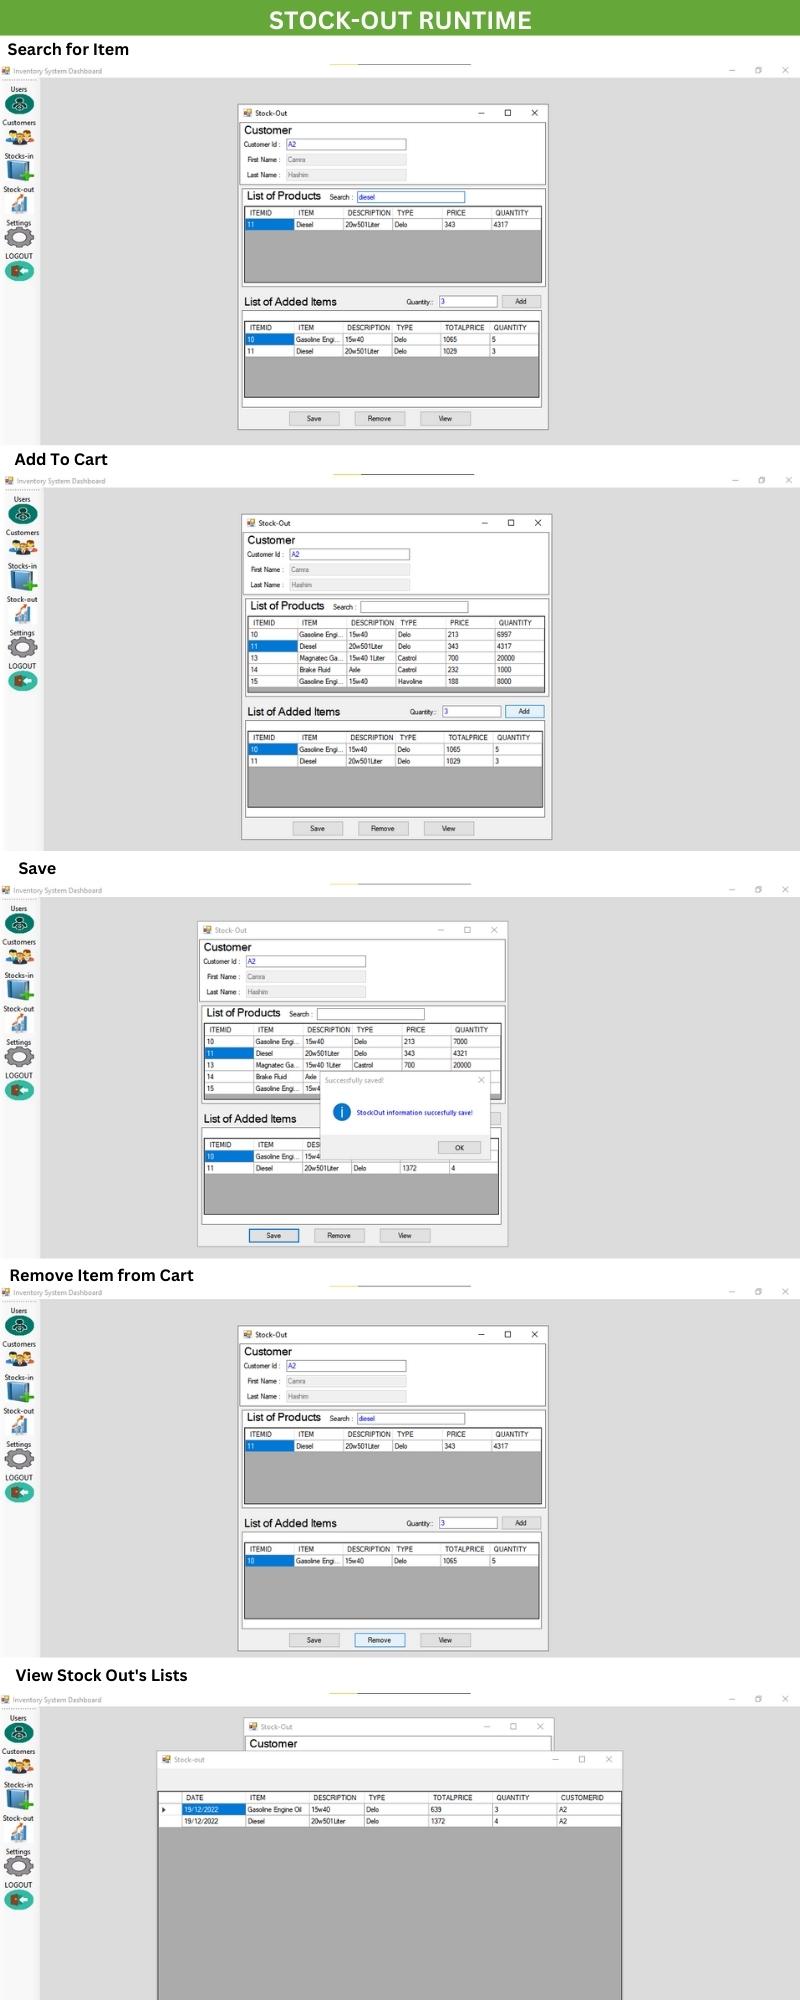 STOCK-OUT RUNTIME
Search for Item
Inventory System Dashboard
Users
Customers
Stocks-in
Stock-out
Settings
LOGOUT
Stock-Out
Customer
Customer Id : A2
First Name : Camra
Last Name : Hashim
List of Products Search : diesel
ITEMID ITEM DESCRIPTION TYPE PRICE QUANTITY
11 Diesel 20w501Liter Delo 343 4317
List of Added Items Quantity:: 3 Add
ITEMID ITEM DESCRIPTION TYPE TOTALPRICE QUANTITY
10 Gasoline Engi... 15w40 Delo 1065 5
11 Diesel 20w501Liter Delo 1029 3
Save Remove View
Add To Cart
Inventory System Dashboard
Users
Customers
Stocks-in
Stock-out
Settings
LOGOUT
Stock-Out
Customer
Customer Id : A2
First Name : Camra
Last Name : Hashim
List of Products Search :
ITEMID ITEM DESCRIPTION TYPE PRICE QUANTITY
10 Gasoline Engi... 15w40 Delo 213 6997
11 Diesel 20w501Liter Delo 343 4317
13 Magnatec Ga... 15w40 1Liter Castrol 700 20000
14 Brake Fluid Axle Castrol 232 1000
15 Gasoline Engi... 15w40 Havoline 188 8000
List of Added Items Quantity:: 3 Add
ITEMID ITEM DESCRIPTION TYPE TOTALPRICE QUANTITY
10 Gasoline Engi... 15w40 Delo 1065 5
11 Diesel 20w501Liter Delo 1029 3
Save Remove View
Save
Inventory System Dashboard
Users
Customers
Stocks-in
Stock-out
Settings
LOGOUT
Stock-Out
Customer
Customer Id : A2
First Name : Camra
Last Name : Hashim
List of Products Search :
ITEMID ITEM DESCRIPTION TYPE PRICE QUANTITY
10 Gasoline Engi... 15w40 Delo 213 7000
11 Diesel 20w501Liter Delo 343 4321
13 Magnatec Ga... 15w40 1Liter Castrol 700 20000
14 Brake Fluid Axle
15 Gasoline Engi... 15w4
Successfully saved!
StockOut information succesfully save!
OK
List of Added Items
ITEMID ITEM DES
10 Gasoline Engi... 15w4
11 Diesel 20w501Liter Delo 1372 4
Save Remove View
Remove Item from Cart
Inventory System Dashboard
Users
Customers
Stocks-in
Stock-out
Settings
LOGOUT
Stock-Out
Customer
Customer Id : A2
First Name : Camra
Last Name : Hashim
List of Products Search : diesel
ITEMID ITEM DESCRIPTION TYPE PRICE QUANTITY
11 Diesel 20w501Liter Delo 343 4317
List of Added Items Quantity:: 3 Add
ITEMID ITEM DESCRIPTION TYPE TOTALPRICE QUANTITY
10 Gasoline Engi... 15w40 Delo 1065 5
Save Remove View
View Stock Out's Lists
Inventory System Dashboard
Users
Customers
Stocks-in
Stock-out
Settings
LOGOUT
Stock-Out
Customer
Stock-out
DATE ITEM DESCRIPTION TYPE TOTALPRICE QUANTITY CUSTOMERID
19/12/2022 Gasoline Engine Oil 15w40 Delo 639 3 A2
19/12/2022 Diesel 20w501Liter Delo 1372 4 A2